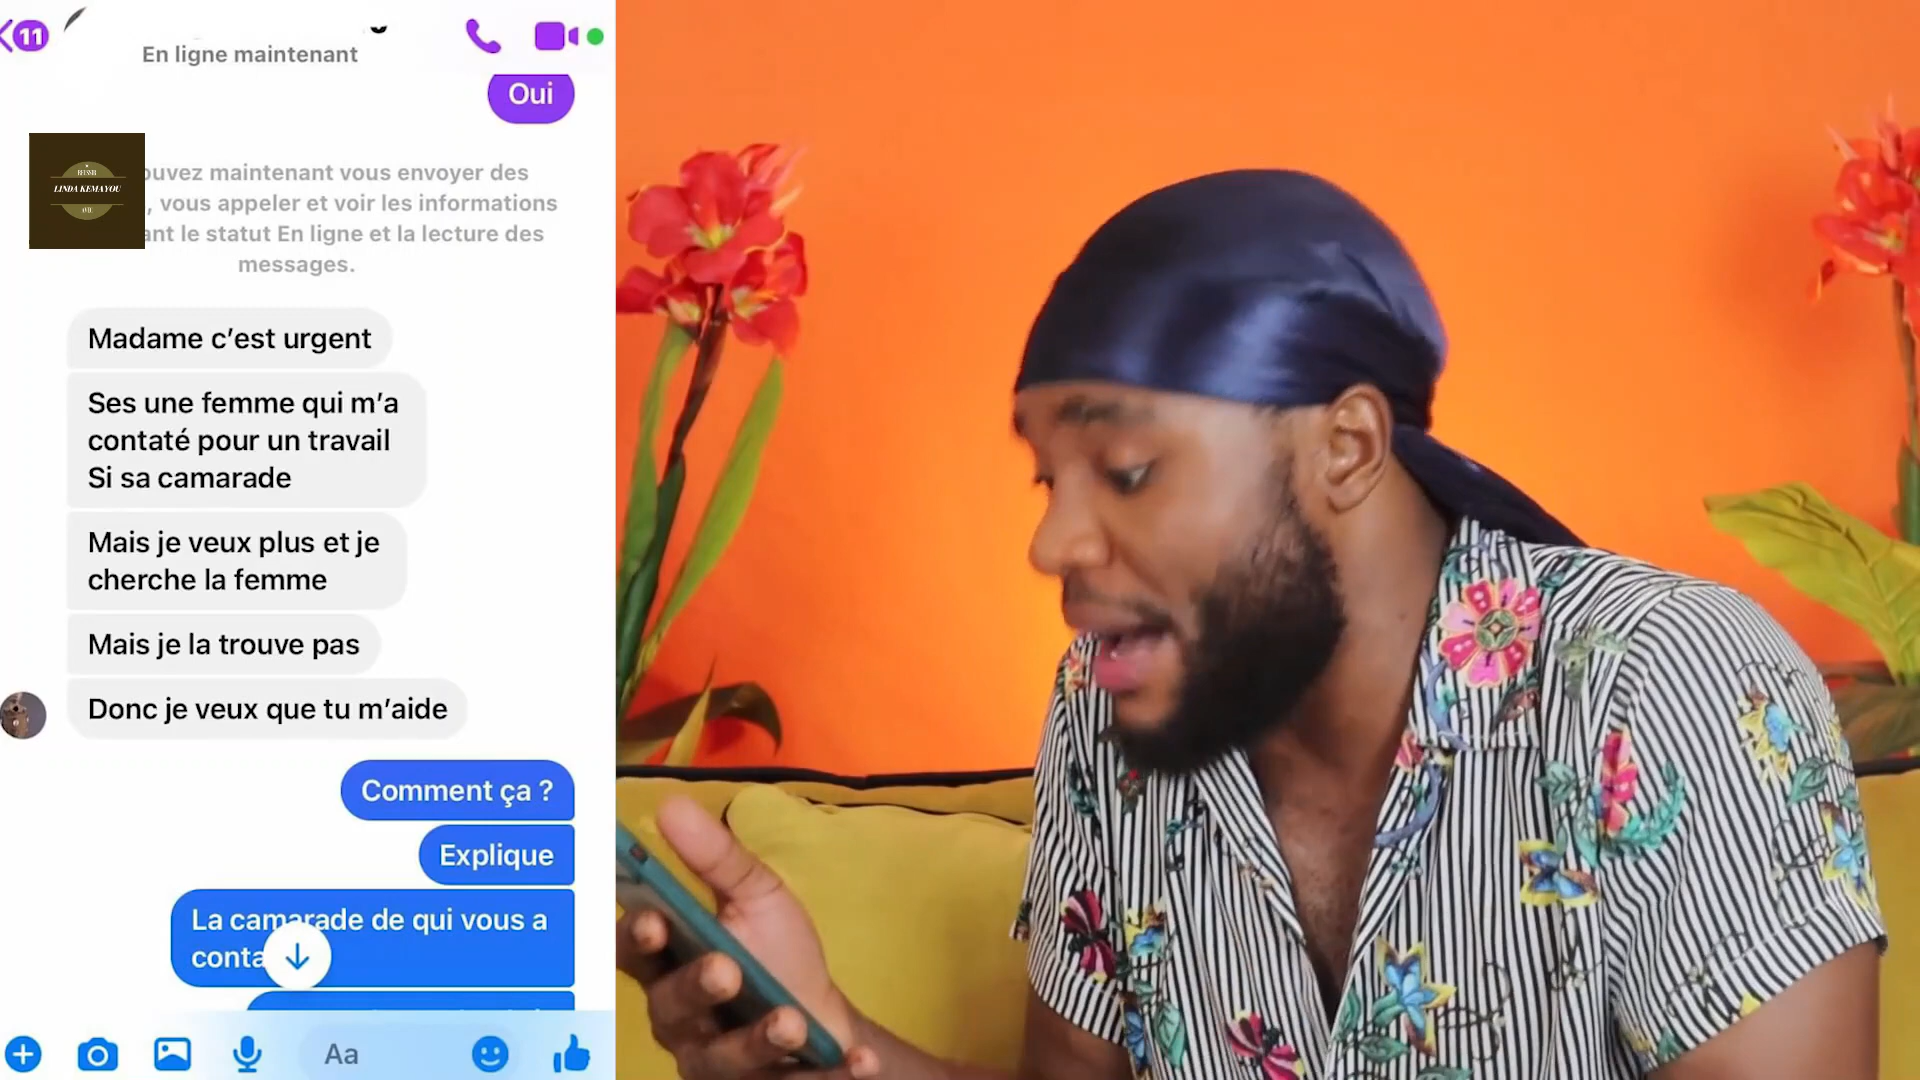 11
En ligne maintenant
Oui
ouvez maintenant vous envoyer des
, vous appeler et voir les informations
ant le statut En ligne et la lecture des
messages.
LINDA KEMAYOU
Madame c'est urgent
Ses une femme qui m'a
contaté pour un travail
Si sa camarade
Mais je veux plus et je
cherche la femme
Mais je la trouve pas
Donc je veux que tu m'aide
Comment ça ?
Explique
La camarade de qui vous a
conta
Aa